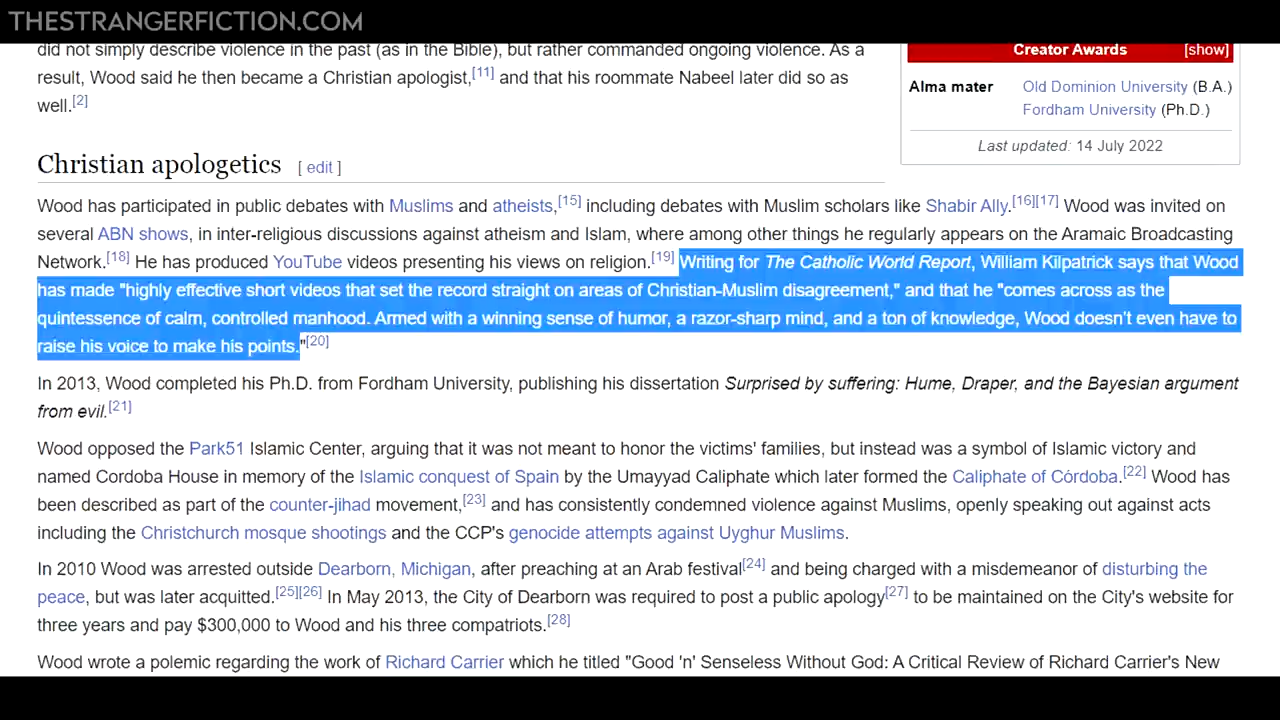 THESTRANGERFICTION.COM
did not simply describe violence in the past (as in the Bible), but rather commanded ongoing violence. As a
result, Wood said he then became a Christian apologist,[11] and that his roommate Nabeel later did so as
well.[2]
Creator Awards [show]
Alma mater Old Dominion University (B.A.)
Fordham University (Ph.D.)
Last updated: 14 July 2022
Christian apologetics [ edit ]
Wood has participated in public debates with Muslims and atheists,[15] including debates with Muslim scholars like Shabir Ally.[16][17] Wood was invited on
several ABN shows, in inter-religious discussions against atheism and Islam, where among other things he regularly appears on the Aramaic Broadcasting
Network.[18] He has produced YouTube videos presenting his views on religion.[19] Writing for The Catholic World Report, William Kilpatrick says that Wood
has made "highly effective short videos that set the record straight on areas of Christian-Muslim disagreement," and that he "comes across as the
quintessence of calm, controlled manhood. Armed with a winning sense of humor, a razor-sharp mind, and a ton of knowledge, Wood doesn't even have to
raise his voice to make his points."[20]
In 2013, Wood completed his Ph.D. from Fordham University, publishing his dissertation Surprised by suffering: Hume, Draper, and the Bayesian argument
from evil.[21]
Wood opposed the Park51 Islamic Center, arguing that it was not meant to honor the victims' families, but instead was a symbol of Islamic victory and
named Cordoba House in memory of the Islamic conquest of Spain by the Umayyad Caliphate which later formed the Caliphate of Córdoba.[22] Wood has
been described as part of the counter-jihad movement,[23] and has consistently condemned violence against Muslims, openly speaking out against acts
including the Christchurch mosque shootings and the CCP's genocide attempts against Uyghur Muslims.
In 2010 Wood was arrested outside Dearborn, Michigan, after preaching at an Arab festival[24] and being charged with a misdemeanor of disturbing the
peace, but was later acquitted.[25][26] In May 2013, the City of Dearborn was required to post a public apology[27] to be maintained on the City's website for
three years and pay $300,000 to Wood and his three compatriots.[28]
Wood wrote a polemic regarding the work of Richard Carrier which he titled "Good 'n' Senseless Without God: A Critical Review of Richard Carrier's New